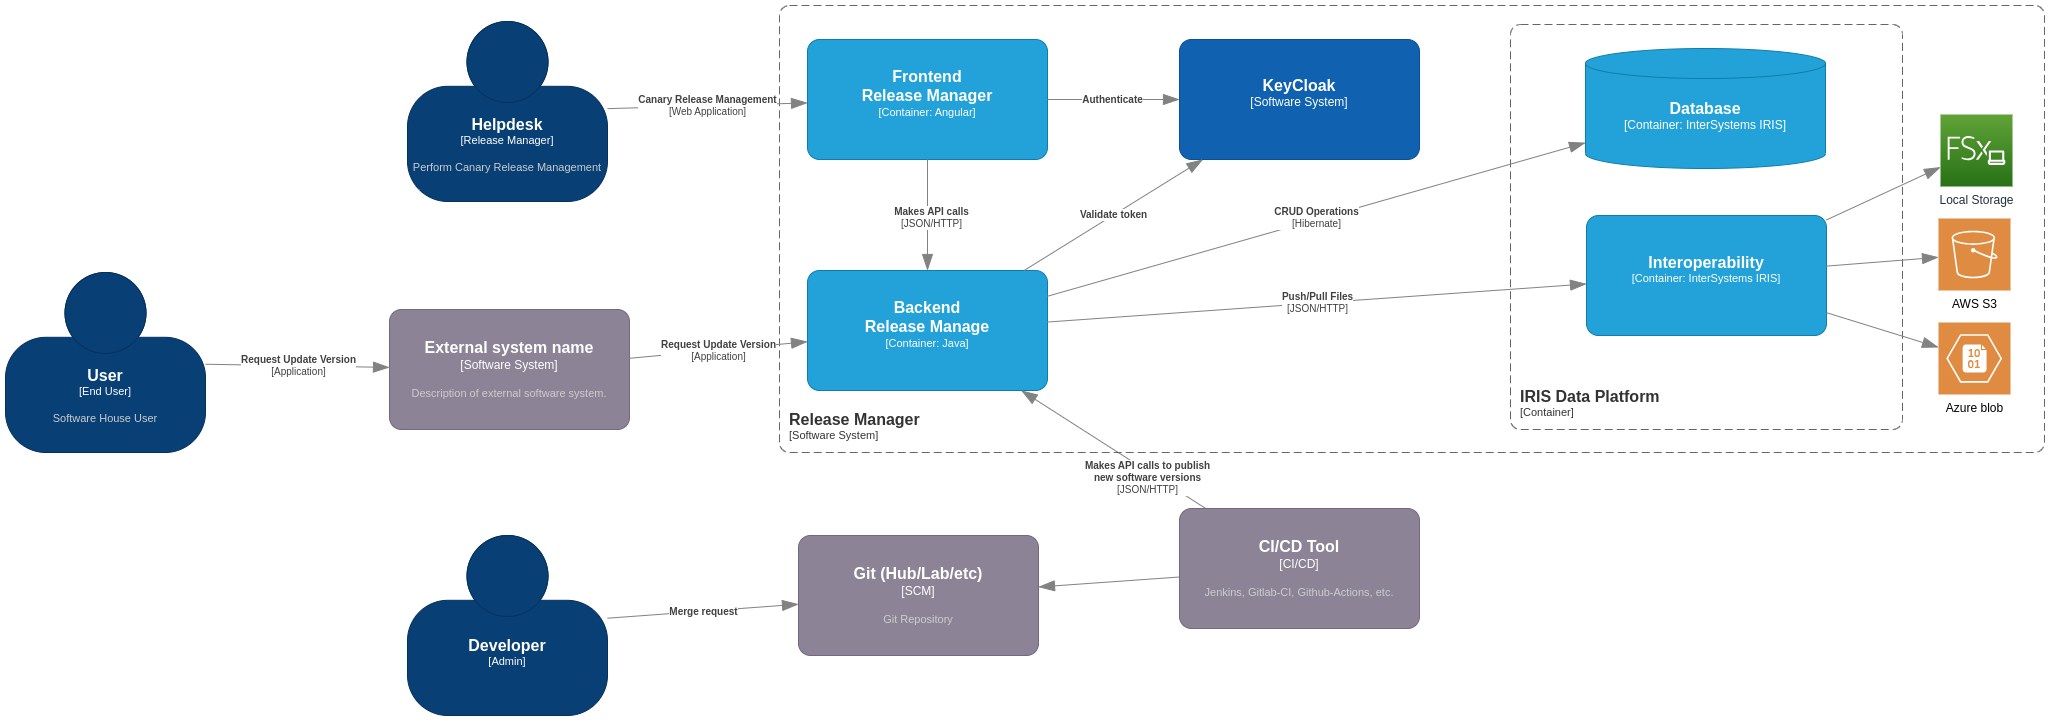 Helpdesk
[Release Manager]
Perform Canary Release Management
Canary Release Management
[Web Application]
Frontend
Release Manager
[Container: Angular]
Authenticate
KeyCloak
[Software System]
Database
[Container: InterSystems IRIS]
FSx
Local Storage
Makes API calls
[JSON/HTTP]
Validate token
CRUD Operations
[Hibernate]
Interoperability
[Container: InterSystems IRIS]
AWS S3
User
[End User]
Software House User
Request Update Version
[Application]
External system name
[Software System]
Description of external software system.
Request Update Version
[Application]
Backend
Release Manage
[Container: Java]
Push/Pull Files
[JSON/HTTP]
10
01
Azure blob
IRIS Data Platform
[Container]
Release Manager
[Software System]
Makes API calls to publish
new software versions
[JSON/HTTP]
Developer
[Admin]
Merge request
Git (Hub/Lab/etc)
[SCM]
Git Repository
CI/CD Tool
[CI/CD]
Jenkins, Gitlab-CI, Github-Actions, etc.